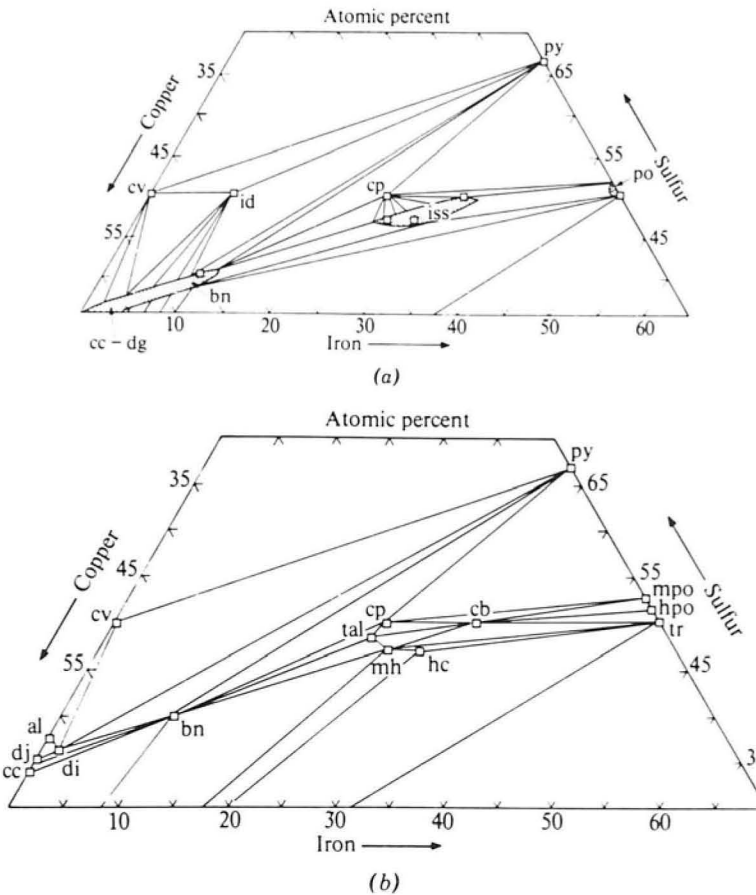 Atomic percent
py
35
65
Copper
Sulfur
45
55
po
cv
id
cp
iss
55
45
bn
10
20
30
40
50
60
cc – dg
Iron
(a)
Atomic percent
py
35
65
Copper
Sulfur
45
55
mpo
cv
cp
cb
hpo
tal
tr
55
mh
hc
45
al
bn
dj
di
cc
3
10
20
30
40
50
60
Iron
(b)